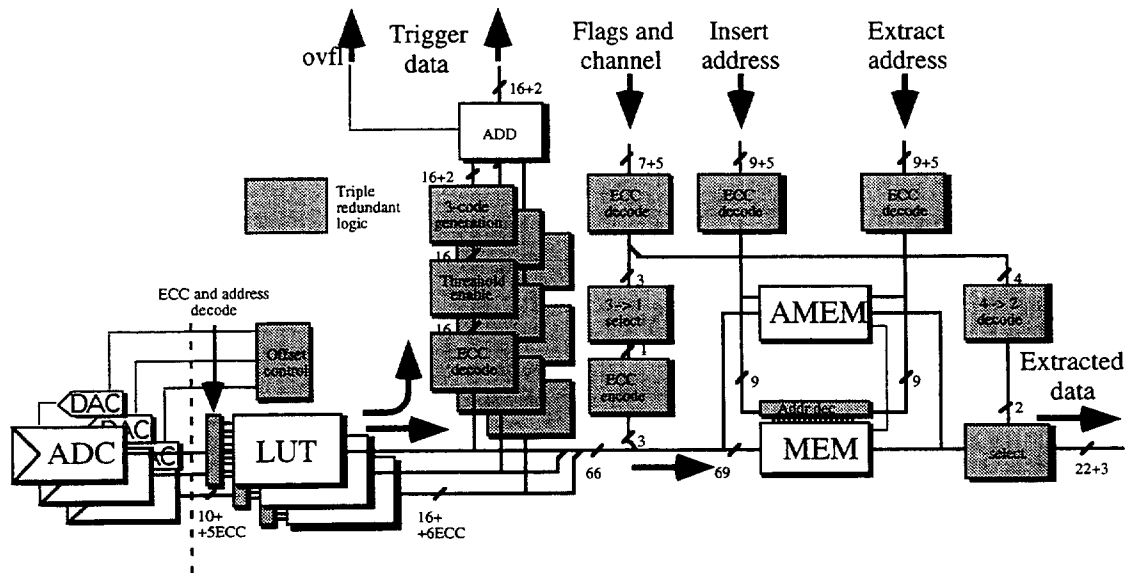 ovfl
Trigger
data
Flags and
channel
Insert
address
Extract
address
16+2
ADD
16+2
7+5
9+5
9+5
Triple
redundant
logic
3-code
generation
ECC
decode
ECC
decode
ECC
decode
16
Threshold
enable
3
4
ECC and address
decode
3--> 1
select
AMEM
4--> 2
decode
16
Offset
control
ECC
decode
1
ECC
encode
9
9
Extracted
data
DAC
DAC
AC
ADC
LUT
Addr dec
MEM
2
select
3
66
69
22+3
10+
+5ECC
16+
+6ECC